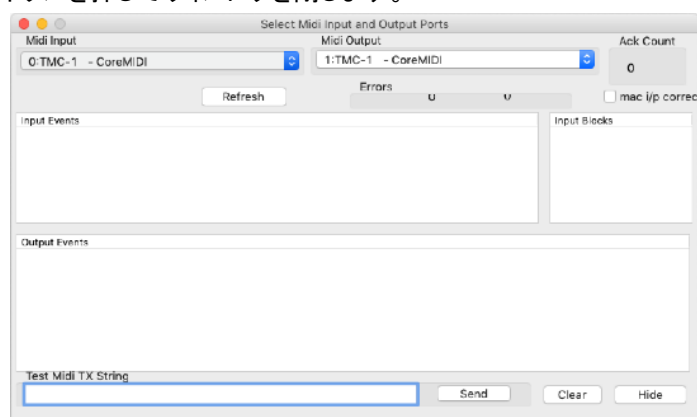 Select Midi Input and Output Ports
Midi Input Midi Output Ack Count
0:TMC-1 - CoreMIDI 1:TMC-1 - CoreMIDI 0
Refresh Errors 0 0 mac i/p correc
Input Events Input Blocks
Output Events
Test Midi TX String
Send Clear Hide